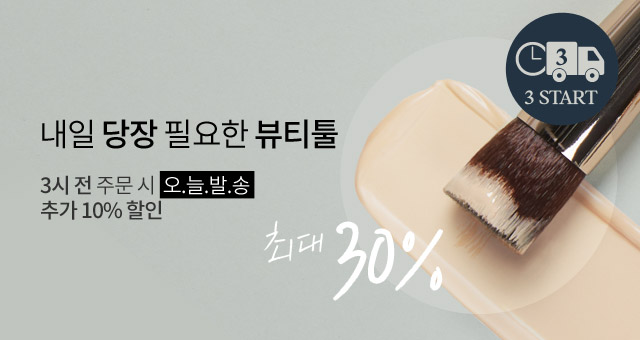 3
3 START
내일 당장 필요한 뷰티툴
3시 전 주문 시 오.늘.발.송
추가 10% 할인
최대 30%